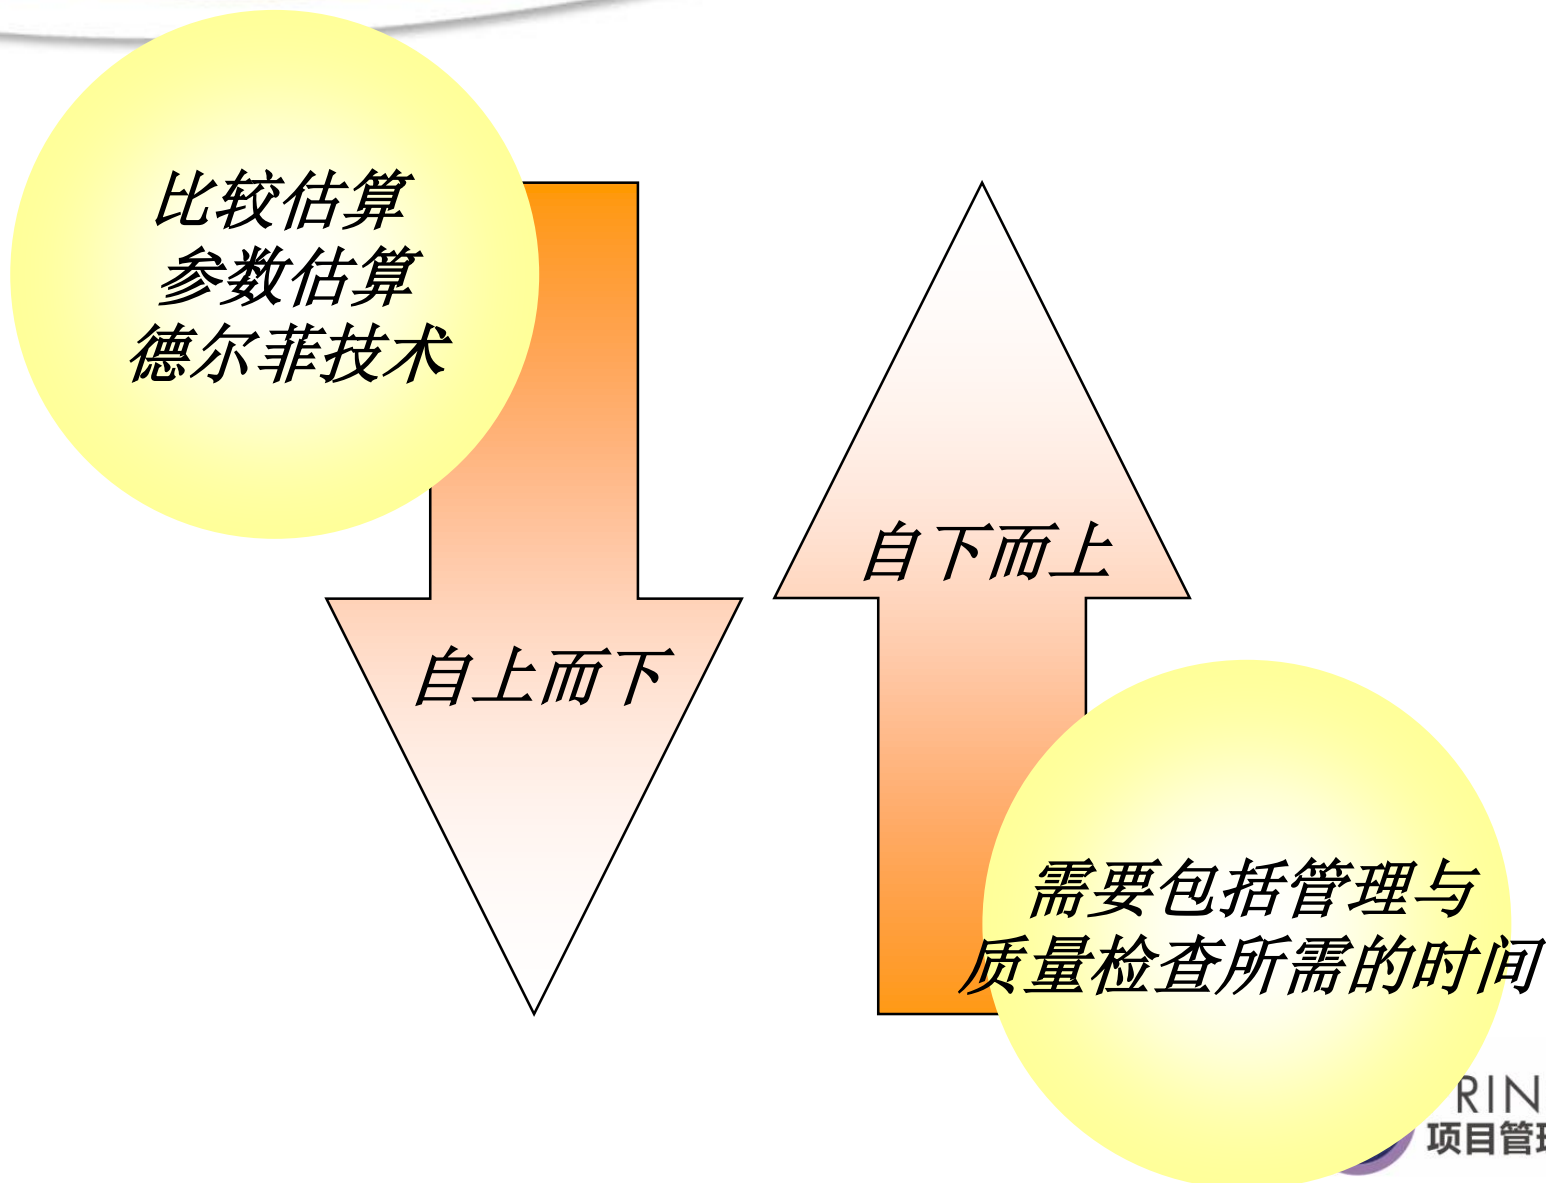 比较估算
参数估算
德尔菲技术
自下而上
自上而下
需要包括管理与
质量检查所需的时间
RIN
项目管